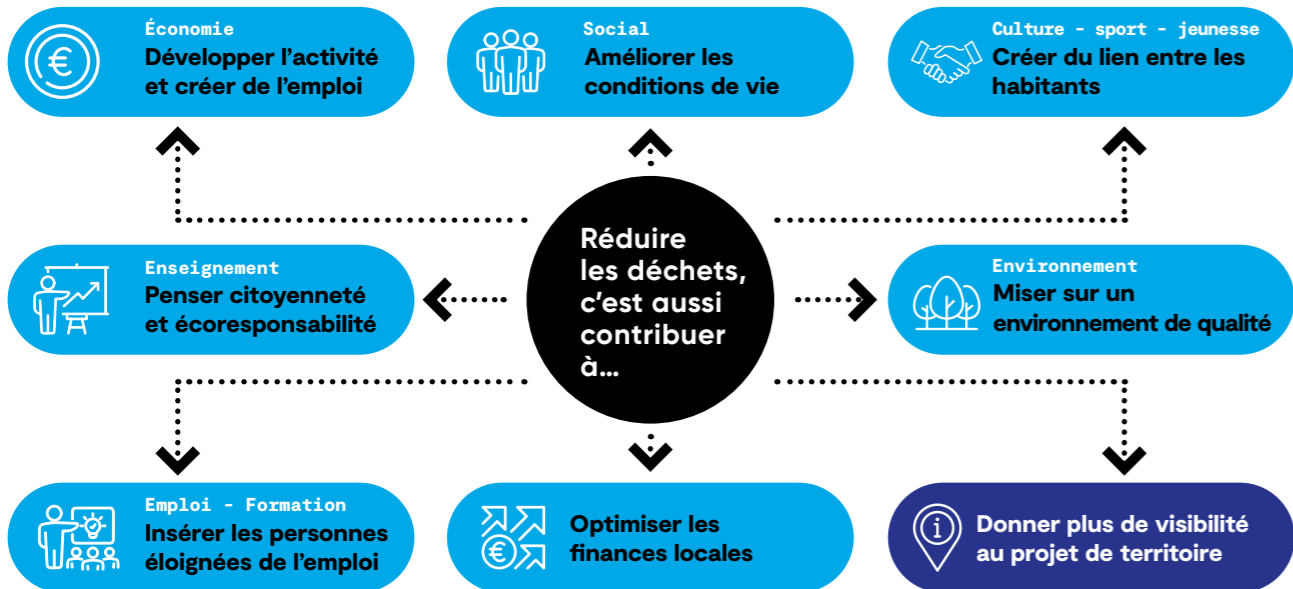 Économie
Développer l’activité
et créer de l’emploi
Social
Améliorer les
conditions de vie
Culture - sport - jeunesse
Créer du lien entre les
habitants
Réduire
les déchets,
c’est aussi
contribuer
à…
Enseignement
Penser citoyenneté
et écoresponsabilité
Environnement
Miser sur un
environnement de qualité
Emploi - Formation
Insérer les personnes
éloignées de l’emploi
Optimiser les
finances locales
Donner plus de visibilité
au projet de territoire